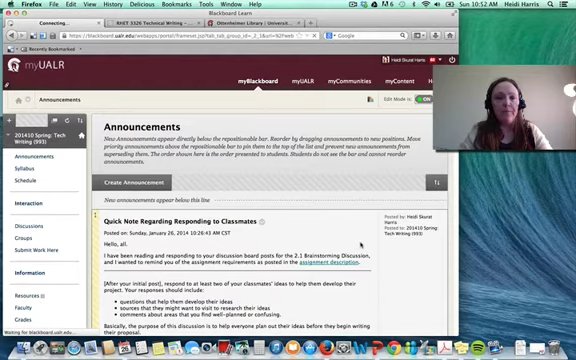 Firefox File Edit View History Delicious Bookmarks Tools Window Help
Sun 10:52 AM Heidi Harris
Blackboard Learn
Connecting...
RHET 3326 Technical Writing
Ottenheimer Library | Universit...
Google
Recently Bookmarked
myUALR
Heidi Skurat Harris
myBlackboard myUALR myCommunities myContent
Announcements
Edit Mode is: ON
201410 Spring: Tech Writing (993)
Announcements
Syllabus
Schedule
Interaction
Discussions
Groups
Submit Work Here
Information
Resources
Faculty
Grades
Waiting for blackboard.ualr.edu...
Announcements
New Announcements appear directly below the repositionable bar. Reorder by dragging announcements to new positions. Move
priority announcements above the repositionable bar to pin them to the top of the list and prevent new announcements from
superseding them. The order shown here is the order presented to students. Students do not see the bar and cannot reorder
announcements.
Create Announcement
New announcements appear below this line
1
Quick Note Regarding Responding to Classmates
Posted on: Sunday, January 26, 2014 10:26:43 AM CST
Hello, all.
I have been reading and responding to your discussion board posts for the 2.1 Brainstorming Discussion,
and I wanted to remind you of the assignment requirements as posted in the assignment description.
[After your initial post], respond to at least two of your classmates' ideas to help them develop their
project. Your responses should include:
• questions that help them develop their ideas
• sources that they might want to visit to research their ideas
• comments about areas that you find well-planned or confusing.
Basically, the purpose of this discussion is to help everyone plan out their ideas before they begin writing
their proposal.
Posted by: Heidi Skurat
Harris
Posted to: 201410
Spring: Tech
Writing (993)